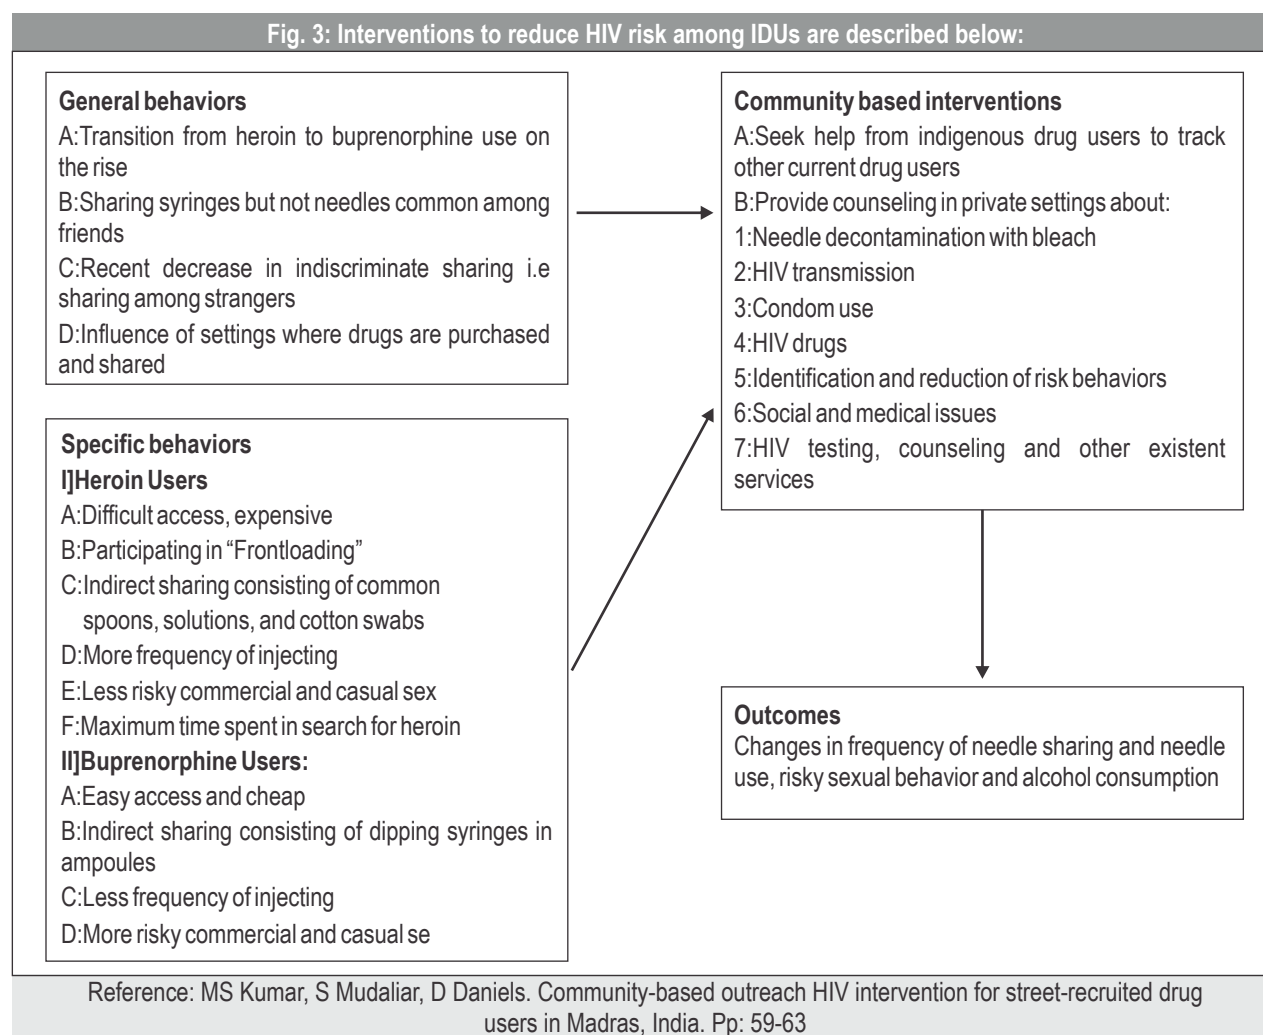 Fig. 3: Interventions to reduce HIV risk among IDUs are described below:
General behaviors
A:Transition from heroin to buprenorphine use on
the rise
B:Sharing syringes but not needles common among
friends
C:Recent decrease in indiscriminate sharing i.e
sharing among strangers
D:Influence of settings where drugs are purchased
and shared
Specific behaviors
I]Heroin Users
A:Difficult access, expensive
B:Participating in “Frontloading”
C:Indirect sharing consisting of common
spoons, solutions, and cotton swabs
D:More frequency of injecting
E:Less risky commercial and casual sex
F:Maximum time spent in search for heroin
II]Buprenorphine Users:
A:Easy access and cheap
B:Indirect sharing consisting of dipping syringes in
ampoules
C:Less frequency of injecting
D:More risky commercial and casual se
Community based interventions
A:Seek help from indigenous drug users to track
other current drug users
B:Provide counseling in private settings about:
1:Needle decontamination with bleach
2:HIV transmission
3:Condom use
4:HIV drugs
5:Identification and reduction of risk behaviors
6:Social and medical issues
7:HIV testing, counseling and other existent
services
Outcomes
Changes in frequency of needle sharing and needle
use, risky sexual behavior and alcohol consumption
Reference: MS Kumar, S Mudaliar, D Daniels. Community-based outreach HIV intervention for street-recruited drug
users in Madras, India. Pp: 59-63